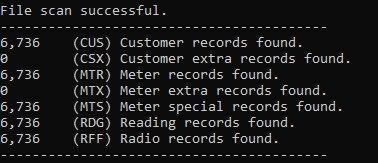 File scan successful.
----------------------------------------
6,736 (CUS) Customer records found.
0 (CSX) Customer extra records found.
6,736 (MTR) Meter records found.
0 (MTX) Meter extra records found.
6,736 (MTS) Meter special records found.
6,736 (RDG) Reading records found.
6,736 (RFF) Radio records found.
----------------------------------------